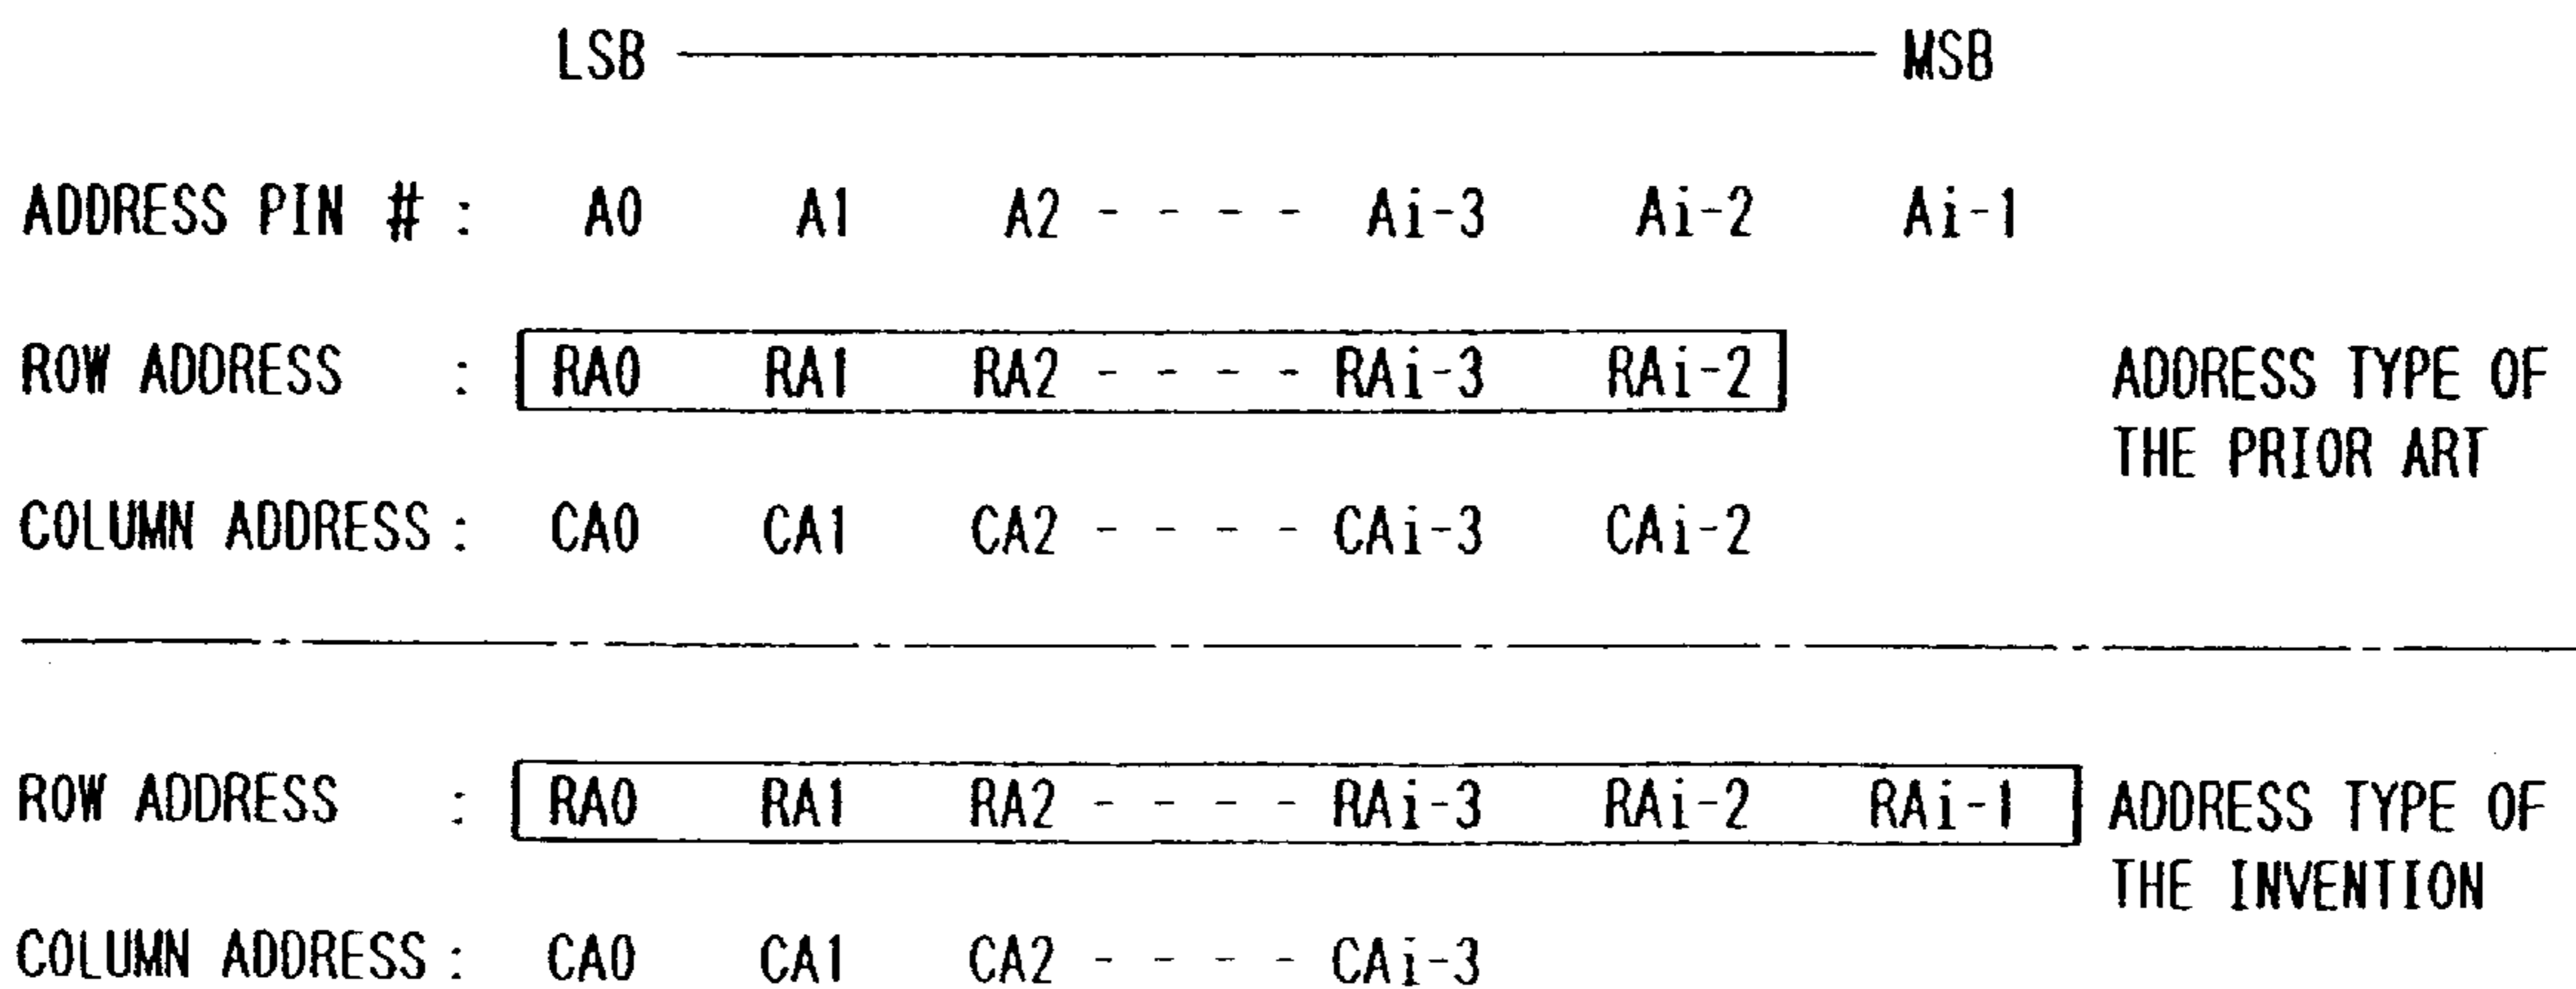 LSB MSB
ADDRESS PIN # : A0 A1 A2 - - - - Ai-3 Ai-2 Ai-1
ROW ADDRESS : RA0 RA1 RA2 - - - - RAi-3 RAi-2 ADDRESS TYPE OF
THE PRIOR ART
COLUMN ADDRESS : CA0 CA1 CA2 - - - - CAi-3 CAi-2
ROW ADDRESS : RA0 RA1 RA2 - - - - RAi-3 RAi-2 RAi-1 ADDRESS TYPE OF
THE INVENTION
COLUMN ADDRESS : CA0 CA1 CA2 - - - - CAi-3